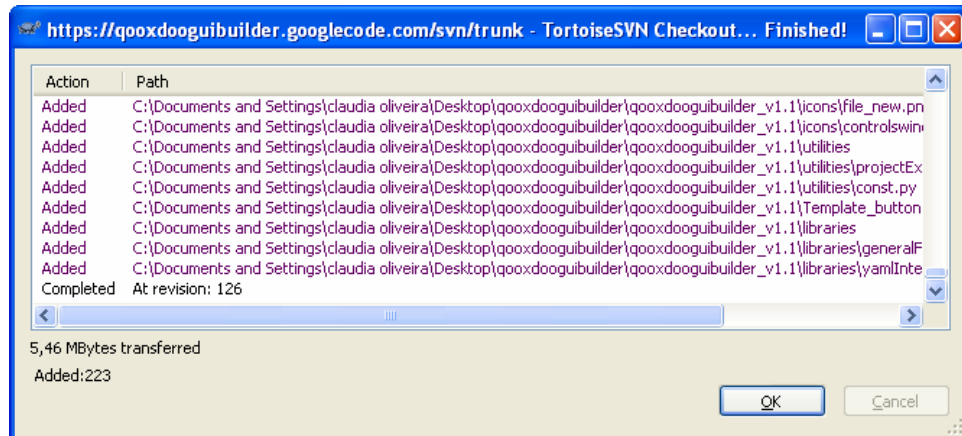 https://qooxdooguibuilder.googlecode.com/svn/trunk - TortoiseSVN Checkout... Finished!
Action Path
Added C:\Documents and Settings\claudia oliveira\Desktop\qooxdooguibuilder\qooxdooguibuilder_v1.1\icons\file_new.pn
Added C:\Documents and Settings\claudia oliveira\Desktop\qooxdooguibuilder\qooxdooguibuilder_v1.1\icons\controlswin
Added C:\Documents and Settings\claudia oliveira\Desktop\qooxdooguibuilder\qooxdooguibuilder_v1.1\utilities
Added C:\Documents and Settings\claudia oliveira\Desktop\qooxdooguibuilder\qooxdooguibuilder_v1.1\utilities\projectEx
Added C:\Documents and Settings\claudia oliveira\Desktop\qooxdooguibuilder\qooxdooguibuilder_v1.1\utilities\const.py
Added C:\Documents and Settings\claudia oliveira\Desktop\qooxdooguibuilder\qooxdooguibuilder_v1.1\Template_button
Added C:\Documents and Settings\claudia oliveira\Desktop\qooxdooguibuilder\qooxdooguibuilder_v1.1\libraries
Added C:\Documents and Settings\claudia oliveira\Desktop\qooxdooguibuilder\qooxdooguibuilder_v1.1\libraries\generalF
Added C:\Documents and Settings\claudia oliveira\Desktop\qooxdooguibuilder\qooxdooguibuilder_v1.1\libraries\yamlInte
Completed At revision: 126
5,46 MBytes transferred
Added:223
OK Cancel